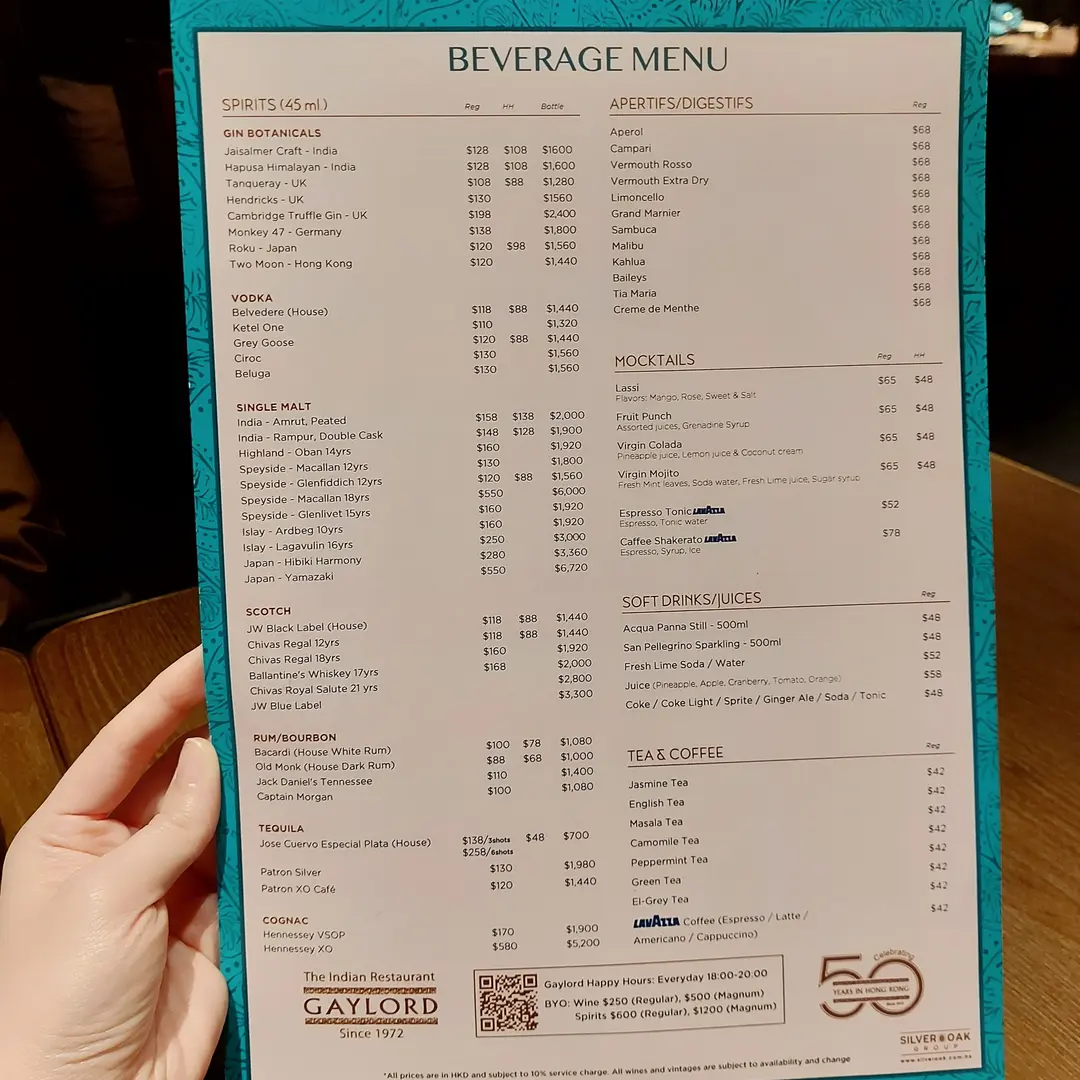 BEVERAGE MENU
SPIRITS (45 ml.) Reg HH Bottle
GIN BOTANICALS
Jaisalmer Craft - India $128 $108 $1600
Hapusa Himalayan - India $128 $108 $1,600
Tanqueray - UK $108 $88 $1,280
Hendricks - UK $130 $1560
Cambridge Truffle Gin - UK $198 $2,400
Monkey 47 - Germany $138 $1,800
Roku - Japan $120 $98 $1,560
Two Moon - Hong Kong $120 $1,440
VODKA
Belvedere (House) $118 $88 $1,440
Ketel One $110 $1,320
Grey Goose $120 $88 $1,440
Ciroc $130 $1,560
Beluga $130 $1,560
SINGLE MALT
India - Amrut, Peated $158 $138 $2,000
India - Rampur, Double Cask $148 $128 $1,900
Highland - Oban 14yrs $160 $1,920
Speyside - Macallan 12yrs $130 $1,800
Speyside - Glenfiddich 12yrs $120 $88 $1,560
Speyside - Macallan 18yrs $550 $6,000
Speyside - Glenlivet 15yrs $160 $1,920
Islay - Ardbeg 10yrs $160 $1,920
Islay - Lagavulin 16yrs $250 $3,000
Japan - Hibiki Harmony $280 $3,360
Japan - Yamazaki $550 $6,720
SCOTCH
JW Black Label (House) $118 $88 $1,440
Chivas Regal 12yrs $118 $88 $1,440
Chivas Regal 18yrs $160 $1,920
Ballantine's Whiskey 17yrs $168 $2,000
Chivas Royal Salute 21 yrs $2,800
JW Blue Label $3,300
RUM/BOURBON
Bacardi (House White Rum) $100 $78 $1,080
Old Monk (House Dark Rum) $88 $68 $1,000
Jack Daniel's Tennessee $110 $1,400
Captain Morgan $100 $1,080
TEQUILA
Jose Cuervo Especial Plata (House) $138/3shots $48 $700
$258/6shots
Patron Silver $130 $1,980
Patron XO Café $120 $1,440
COGNAC
Hennessey VSOP $170 $1,900
Hennessey XO $580 $5,200
APERTIFS/DIGESTIFS Reg
Aperol $68
Campari $68
Vermouth Rosso $68
Vermouth Extra Dry $68
Limoncello $68
Grand Marnier $68
Sambuca $68
Malibu $68
Kahlua $68
Baileys $68
Tia Maria $68
Creme de Menthe $68
MOCKTAILS Reg HH
Lassi $65 $48
Flavors: Mango, Rose, Sweet & Salt
Fruit Punch $65 $48
Assorted juices, Grenadine Syrup
Virgin Colada $65 $48
Pineapple juice, Lemon juice & Coconut cream
Virgin Mojito $65 $48
Fresh Mint leaves, Soda water, Fresh Lime juice, Sugar syrup
Espresso Tonic LAVAZZA $52
Espresso, Tonic water
Caffe Shakerato LAVAZZA $78
Espresso, Syrup, Ice
SOFT DRINKS/JUICES Reg
Acqua Panna Still - 500ml $48
San Pellegrino Sparkling - 500ml $48
Fresh Lime Soda / Water $52
Juice (Pineapple, Apple, Cranberry, Tomato, Orange) $58
Coke / Coke Light / Sprite / Ginger Ale / Soda / Tonic $48
TEA & COFFEE Reg
Jasmine Tea $42
English Tea $42
Masala Tea $42
Camomile Tea $42
Peppermint Tea $42
Green Tea $42
El-Grey Tea $42
LAVAZZA Coffee (Espresso / Latte / $42
Americano / Cappuccino)
The Indian Restaurant
GAYLORD
Since 1972
Gaylord Happy Hours: Everyday 18:00-20:00
BYO: Wine $250 (Regular), $500 (Magnum)
Spirits $600 (Regular), $1200 (Magnum)
Celebrating
50
YEARS IN HONG KONG
SILVER OAK
GROUP
www.silveroak.com.hk
*All prices are in HKD and subject to 10% service charge. All wines and vintages are subject to availability and change